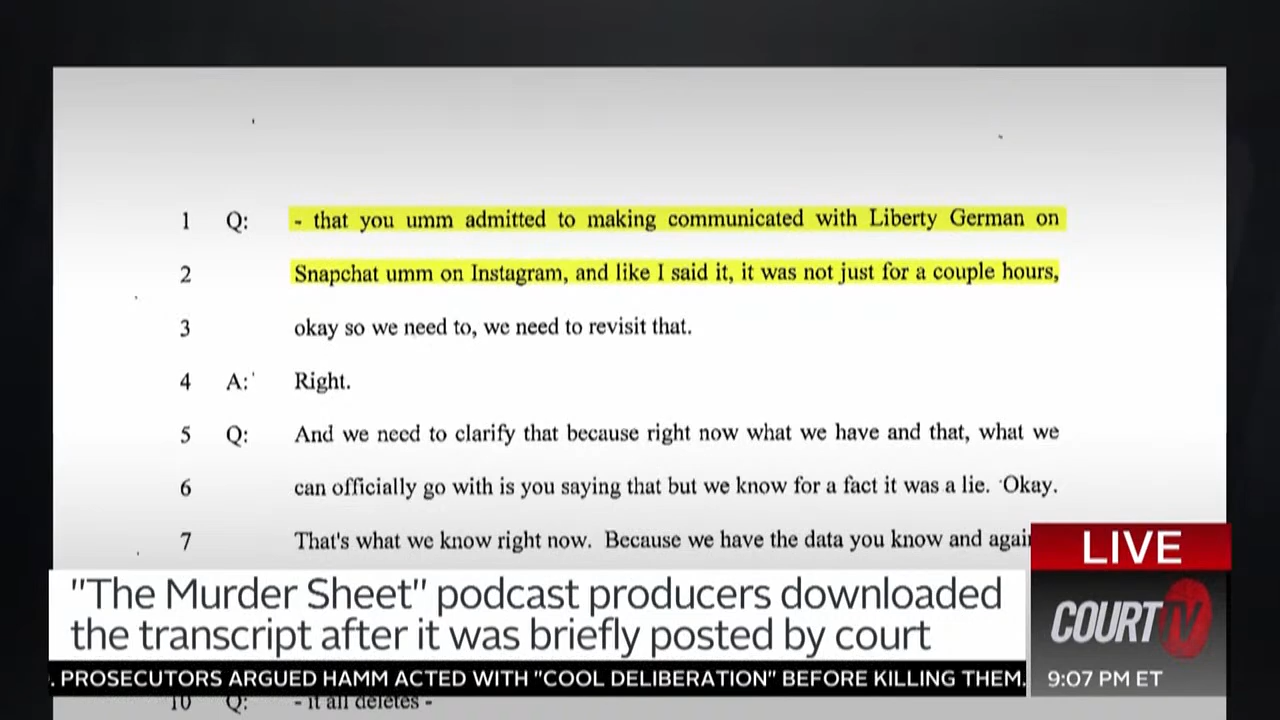 1 Q: - that you umm admitted to making communicated with Liberty German on
2 Snapchat umm on Instagram, and like I said it, it was not just for a couple hours,
3 okay so we need to, we need to revisit that.
4 A: Right.
5 Q: And we need to clarify that because right now what we have and that, what we
6 can officially go with is you saying that but we know for a fact it was a lie. Okay.
7 That's what we know right now. Because we have the data you know and again
LIVE
"The Murder Sheet" podcast producers downloaded
the transcript after it was briefly posted by court
COURT TV
. PROSECUTORS ARGUED HAMM ACTED WITH "COOL DELIBERATION" BEFORE KILLING THEM.
9:07 PM ET
10 Q: - it all deletes -